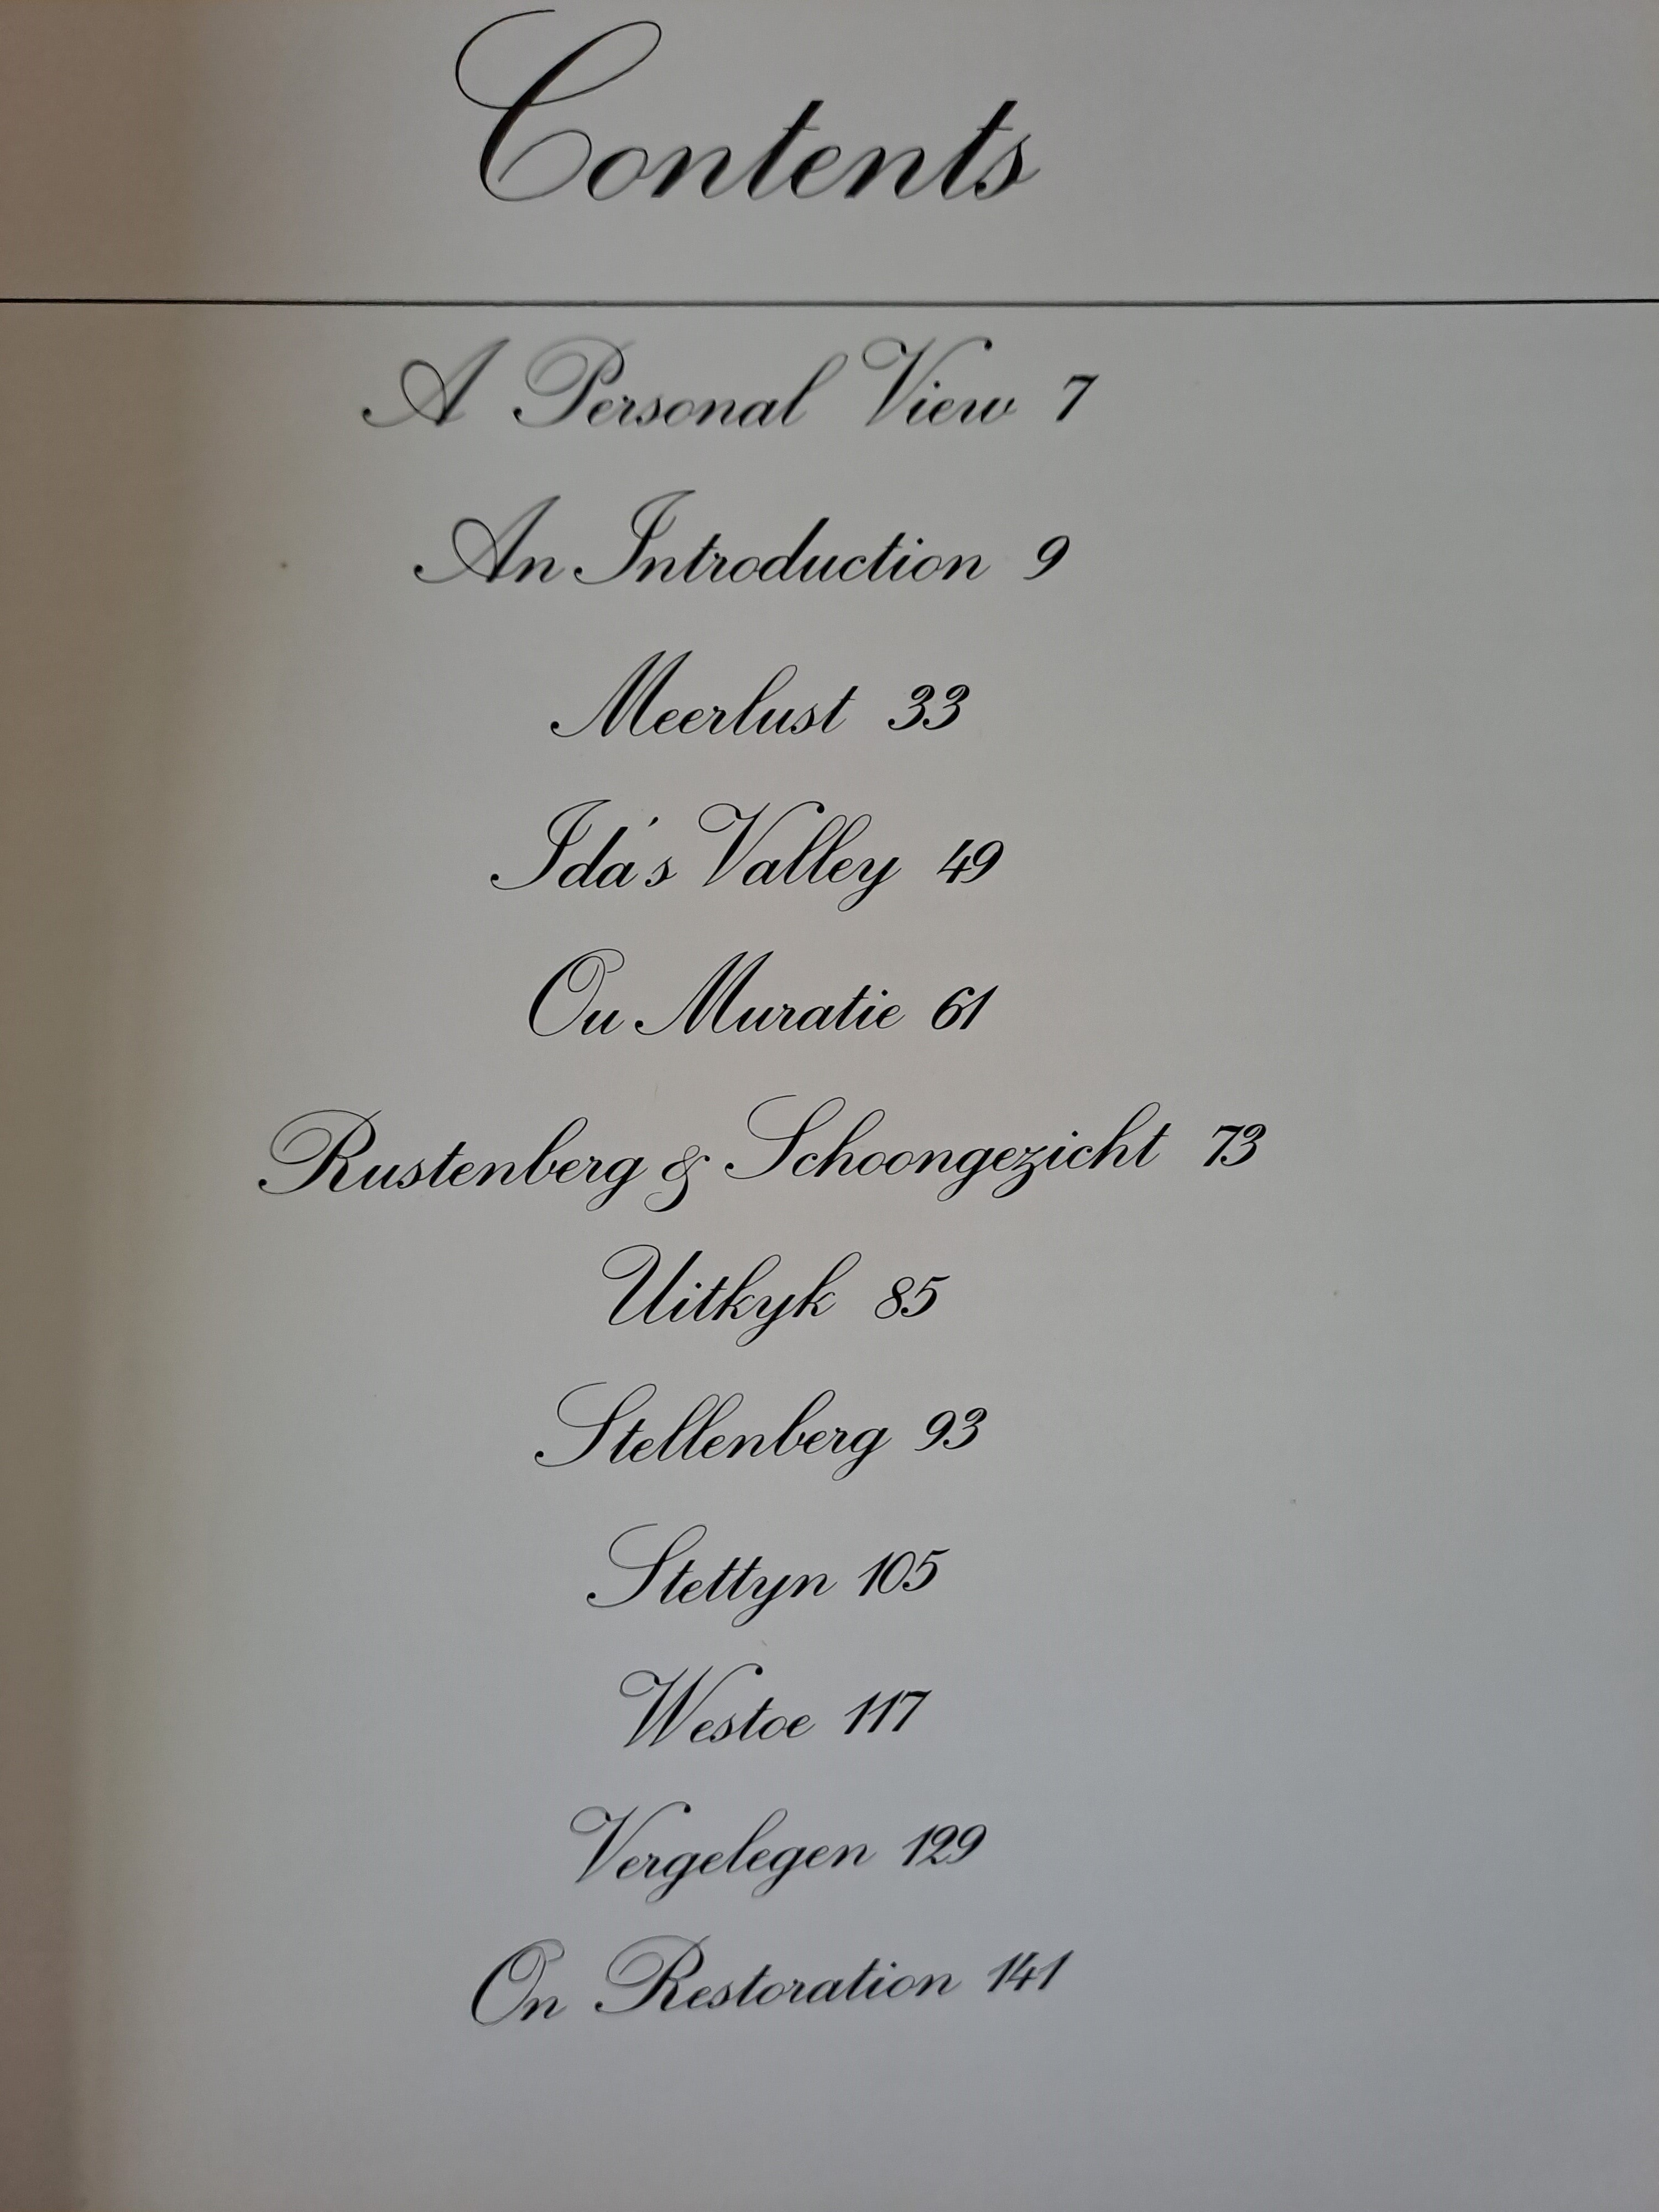 Contents
A Personal View 7
An Introduction 9
Meerlust 33
Ida's Valley 49
Ou Muratie 61
Rustenberg & Schoongezicht 73
Uitkyk 85
Stellenberg 93
Stettyn 105
Westoe 117
Vergelegen 129
On Restoration 141